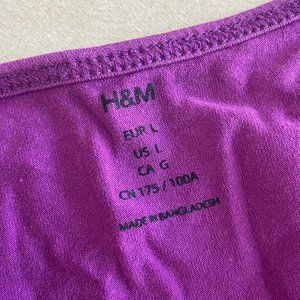 H&M
EUR L
US L
CA G
CN 175 / 100A
MADE IN BANGLADESH